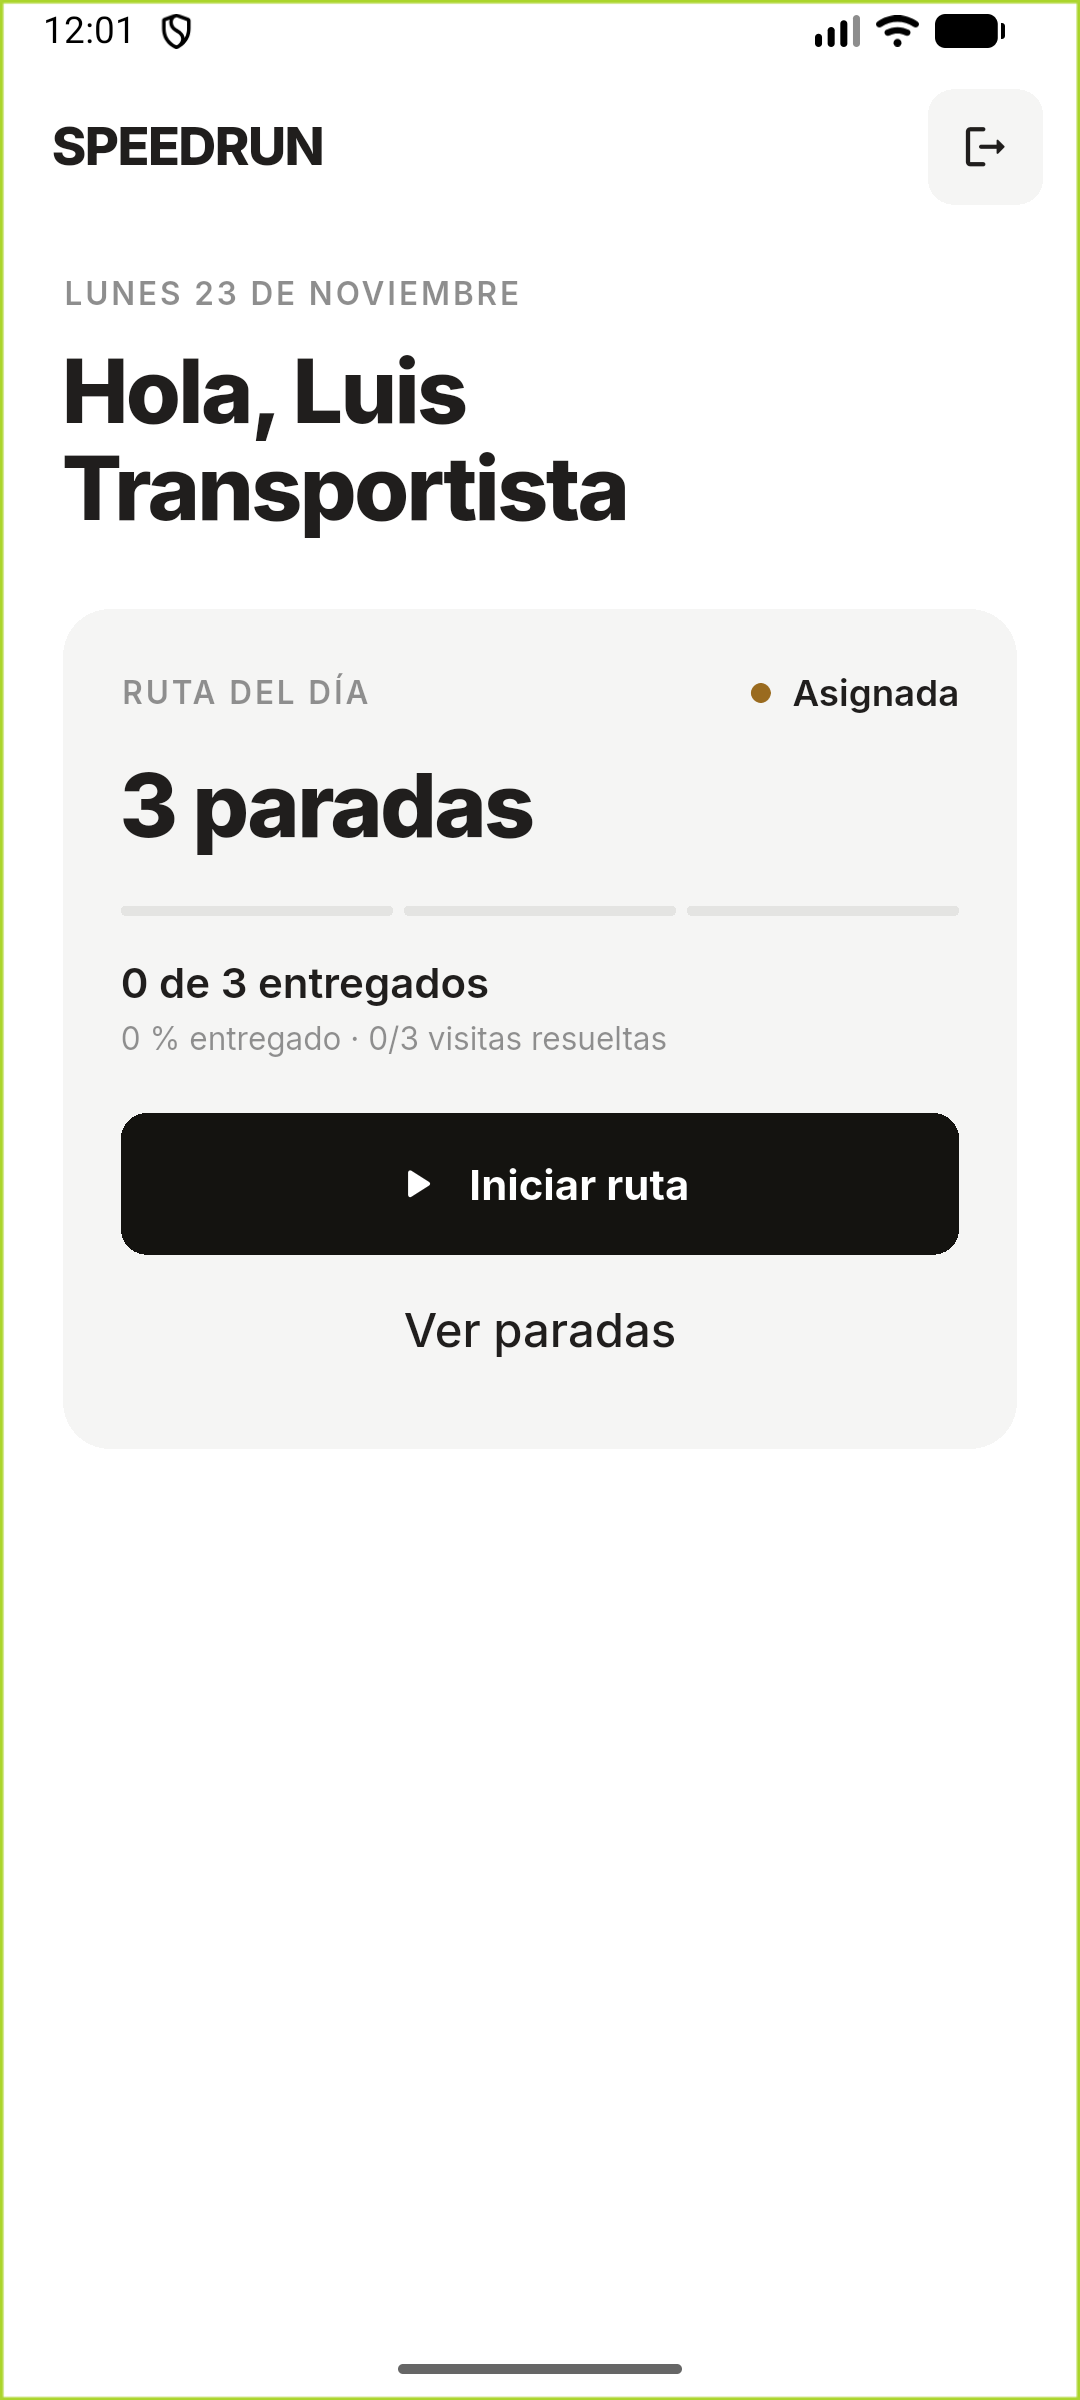 12:01
SPEEDRUN
LUNES 23 DE NOVIEMBRE
Hola, Luis
Transportista
RUTA DEL DÍA
Asignada
3 paradas
0 de 3 entregados
0 % entregado · 0/3 visitas resueltas
Iniciar ruta
Ver paradas